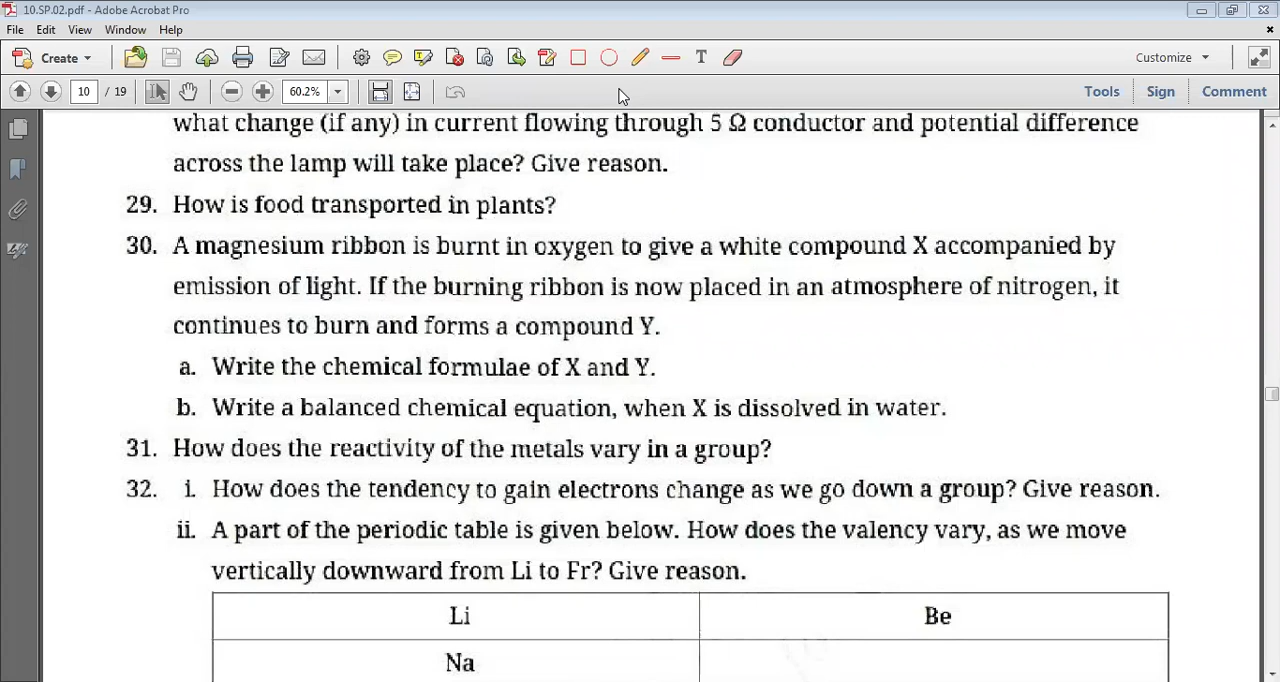 10.SP.02.pdf - Adobe Acrobat Pro
File Edit View Window Help
Create Customize
10 / 19 60.2% Tools Sign Comment
what change (if any) in current flowing through 5 Ω conductor and potential difference
across the lamp will take place? Give reason.
29. How is food transported in plants?
30. A magnesium ribbon is burnt in oxygen to give a white compound X accompanied by
emission of light. If the burning ribbon is now placed in an atmosphere of nitrogen, it
continues to burn and forms a compound Y.
a. Write the chemical formulae of X and Y.
b. Write a balanced chemical equation, when X is dissolved in water.
31. How does the reactivity of the metals vary in a group?
32. i. How does the tendency to gain electrons change as we go down a group? Give reason.
ii. A part of the periodic table is given below. How does the valency vary, as we move
vertically downward from Li to Fr? Give reason.
Li Be
Na